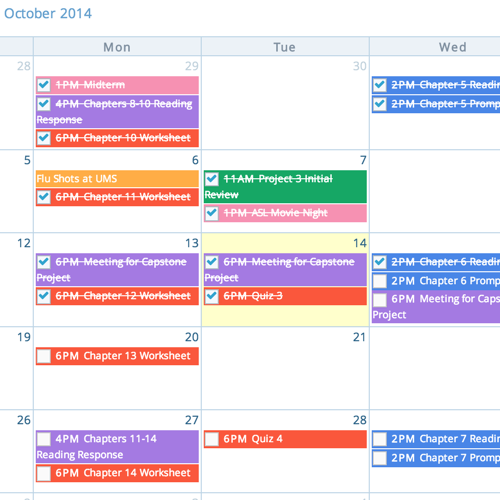 October 2014
Mon Tue Wed
28 29 30
1PM Midterm
4PM Chapters 8-10 Reading
Response
6PM Chapter 10 Worksheet
2PM Chapter 5 Readin
2PM Chapter 5 Promp
5 6 7
Flu Shots at UMS
6PM Chapter 11 Worksheet
11AM Project 3 Initial
Review
1PM ASL Movie Night
12 13 14
6PM Meeting for Capstone
Project
6PM Chapter 12 Worksheet
6PM Meeting for Capstone
Project
6PM Quiz 3
2PM Chapter 6 Readin
2PM Chapter 6 Promp
6PM Meeting for Caps
Project
19 20 21
6PM Chapter 13 Worksheet
26 27 28
4PM Chapters 11-14
Reading Response
6PM Chapter 14 Worksheet
6PM Quiz 4
2PM Chapter 7 Readin
2PM Chapter 7 Promp